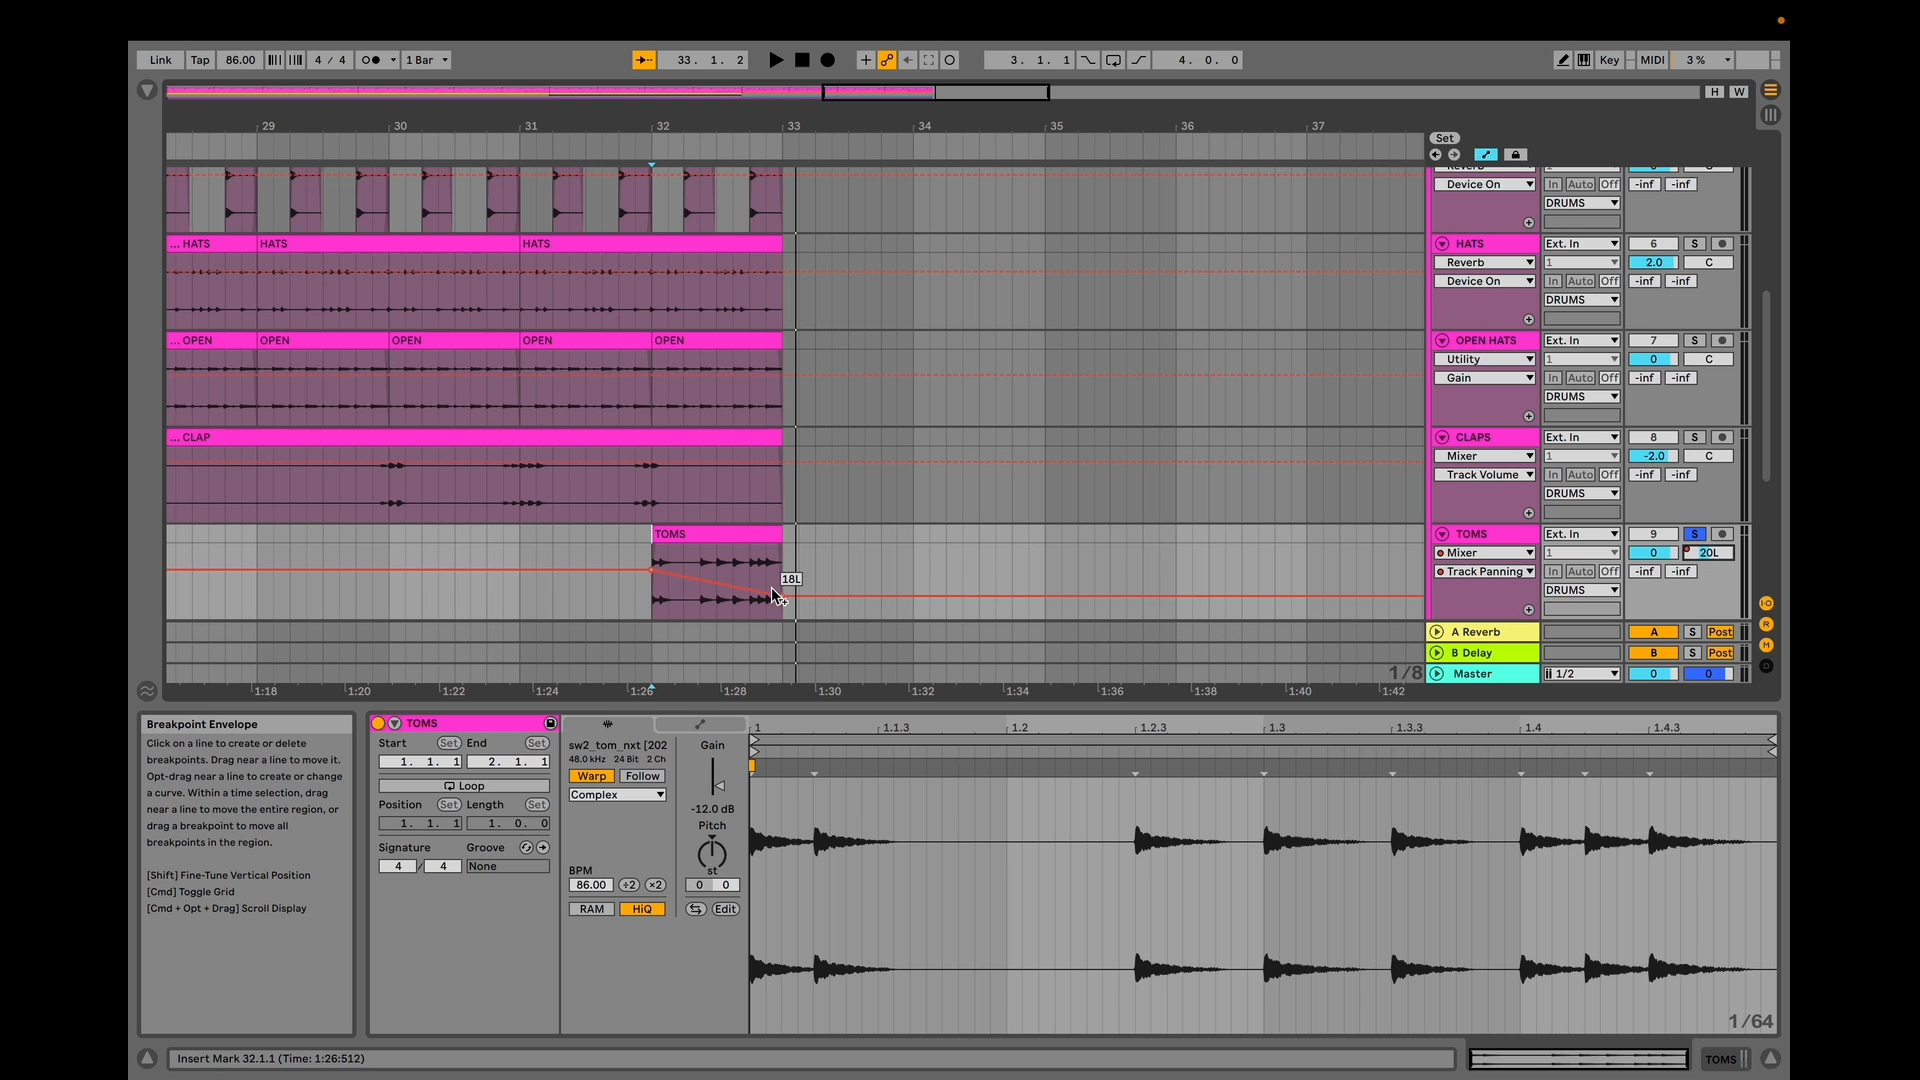 Link Tap 86.00 4 / 4 1 Bar 33. 1. 2 3. 1. 1 4. 0. 0 Key MIDI 3 %
H W
29 30 31 32 33 34 35 36 37
Set
Device On In Auto Off -inf -inf
DRUMS
... HATS HATS HATS HATS Ext. In 6 S
Reverb 1 2.0 C
Device On In Auto Off -inf -inf
DRUMS
... OPEN OPEN OPEN OPEN OPEN OPEN HATS Ext. In 7 S
Utility 1 0 C
Gain In Auto Off -inf -inf
DRUMS
... CLAP CLAPS Ext. In 8 S
Mixer 1 -2.0 C
Track Volume In Auto Off -inf -inf
DRUMS
TOMS TOMS Ext. In 9 S
Mixer 1 0 20L
18L Track Panning In Auto Off -inf -inf
DRUMS
I·O
R
M
D
A Reverb A S Post
B Delay B S Post
1/8 Master 1/2 0 0
1:18 1:20 1:22 1:24 1:26 1:28 1:30 1:32 1:34 1:36 1:38 1:40 1:42
Breakpoint Envelope
Click on a line to create or delete
breakpoints. Drag near a line to move it.
Opt-drag near a line to create or change
a curve. Within a time selection, drag
near a line to move the entire region, or
drag a breakpoint to move all
breakpoints in the region.
[Shift] Fine-Tune Vertical Position
[Cmd] Toggle Grid
[Cmd + Opt + Drag] Scroll Display
TOMS
Start Set End Set
1. 1. 1 2. 1. 1
Loop
Position Set Length Set
1. 1. 1 1. 0. 0
Signature Groove
4 / 4 None
sw2_tom_nxt [202
48.0 kHz 24 Bit 2 Ch
Warp Follow
Complex
BPM
86.00 ÷2 ×2
RAM HiQ
Gain
-12.0 dB
Pitch
st
0 0
Edit
1 1.1.3 1.2 1.2.3 1.3 1.3.3 1.4 1.4.3
1/64
Insert Mark 32.1.1 (Time: 1:26:512)
TOMS